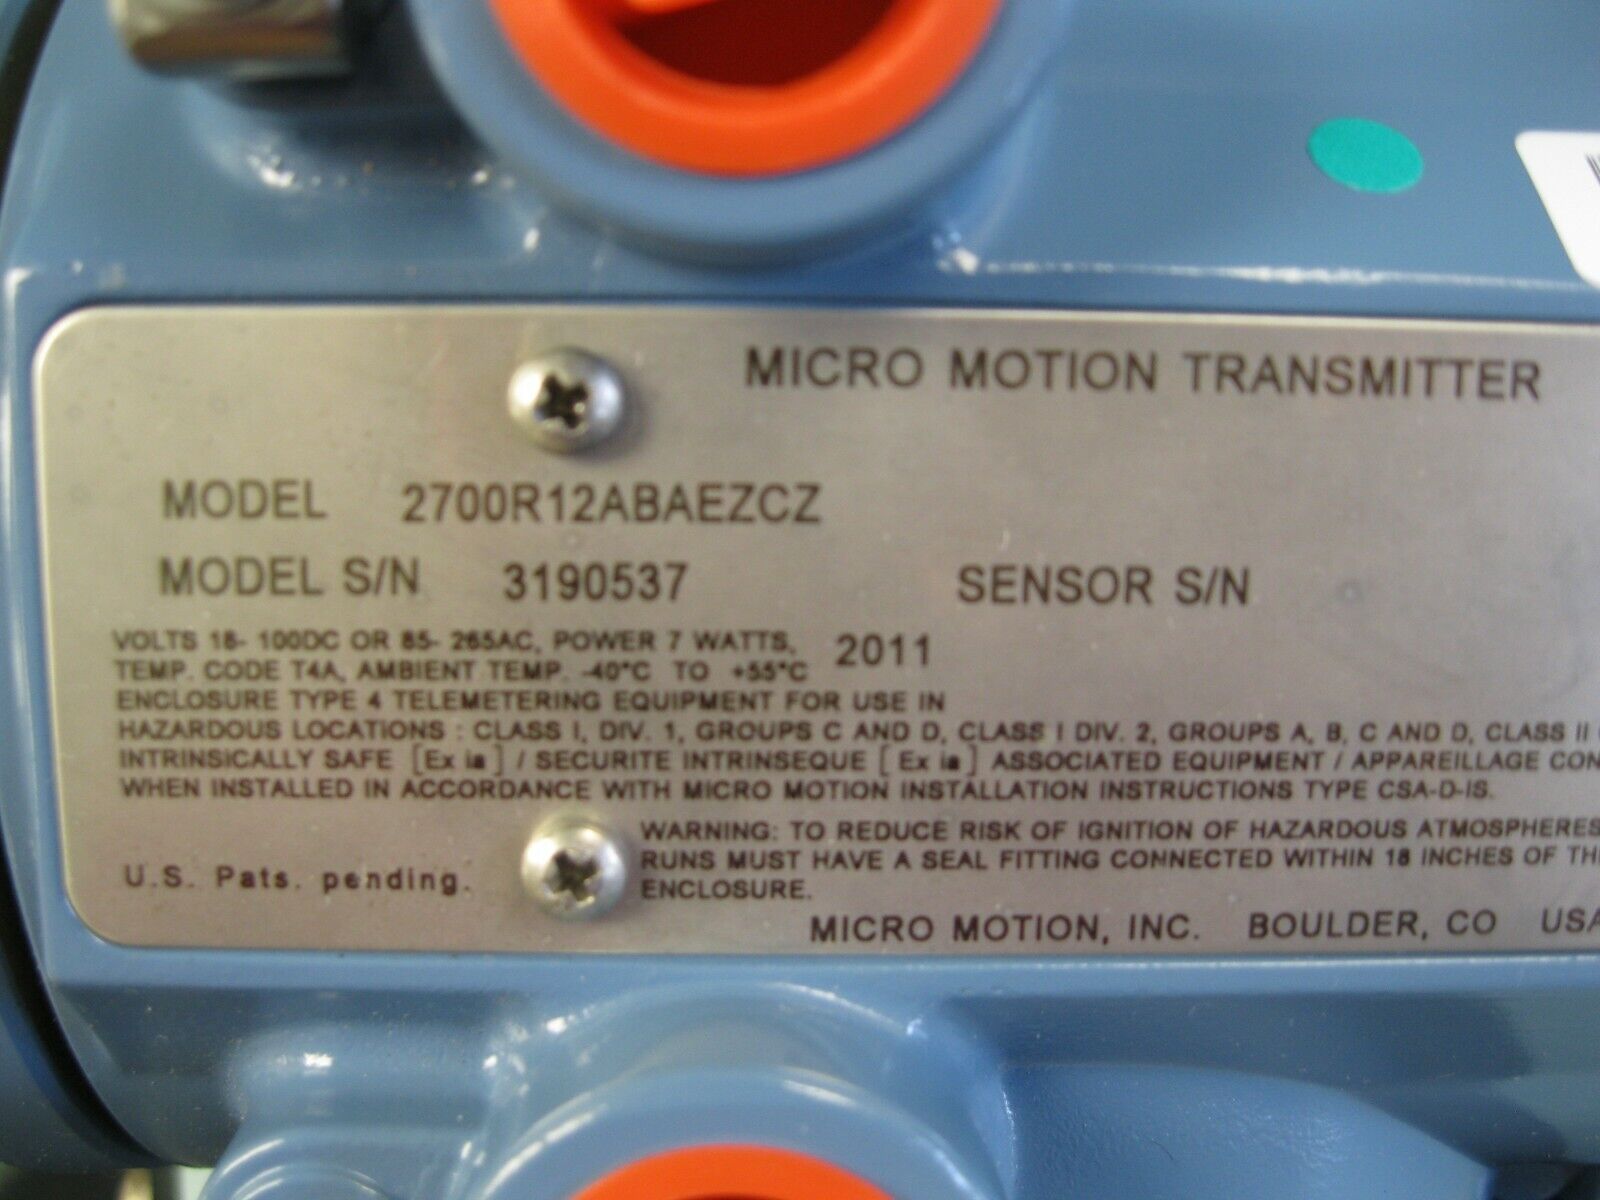 MICRO MOTION TRANSMITTER
MODEL 2700R12ABAEZCZ
MODEL S/N 3190537 SENSOR S/N
VOLTS 18- 100DC OR 85- 265AC, POWER 7 WATTS, 2011
TEMP. CODE T4A, AMBIENT TEMP. -40°C TO +55°C
ENCLOSURE TYPE 4 TELEMETERING EQUIPMENT FOR USE IN
HAZARDOUS LOCATIONS : CLASS I, DIV. 1, GROUPS C AND D, CLASS I DIV. 2, GROUPS A, B, C AND D, CLASS II
INTRINSICALLY SAFE [Ex ia] / SECURITE INTRINSEQUE [Ex ia] ASSOCIATED EQUIPMENT / APPAREILLAGE CON
WHEN INSTALLED IN ACCORDANCE WITH MICRO MOTION INSTALLATION INSTRUCTIONS TYPE CSA-D-IS.
WARNING: TO REDUCE RISK OF IGNITION OF HAZARDOUS ATMOSPHERES
RUNS MUST HAVE A SEAL FITTING CONNECTED WITHIN 18 INCHES OF TH
ENCLOSURE.
U.S. Pats. pending.
MICRO MOTION, INC. BOULDER, CO USA